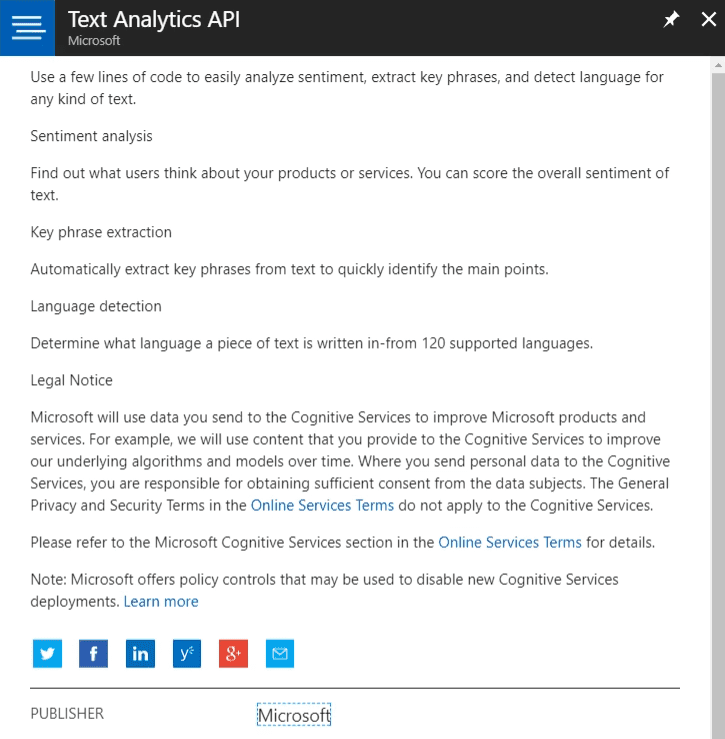 Text Analytics API
Microsoft
Use a few lines of code to easily analyze sentiment, extract key phrases, and detect language for
any kind of text.
Sentiment analysis
Find out what users think about your products or services. You can score the overall sentiment of
text.
Key phrase extraction
Automatically extract key phrases from text to quickly identify the main points.
Language detection
Determine what language a piece of text is written in-from 120 supported languages.
Legal Notice
Microsoft will use data you send to the Cognitive Services to improve Microsoft products and
services. For example, we will use content that you provide to the Cognitive Services to improve
our underlying algorithms and models over time. Where you send personal data to the Cognitive
Services, you are responsible for obtaining sufficient consent from the data subjects. The General
Privacy and Security Terms in the Online Services Terms do not apply to the Cognitive Services.
Please refer to the Microsoft Cognitive Services section in the Online Services Terms for details.
Note: Microsoft offers policy controls that may be used to disable new Cognitive Services
deployments. Learn more
f in y 8+
PUBLISHER Microsoft